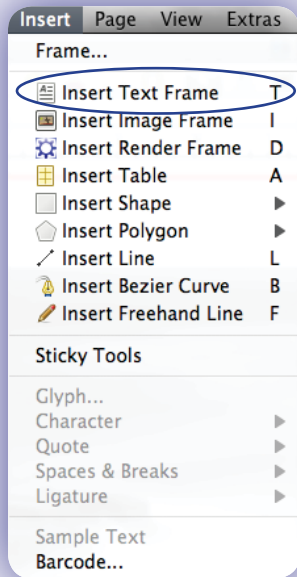 Insert Page View Extras
Frame...
Insert Text Frame T
Insert Image Frame I
Insert Render Frame D
Insert Table A
Insert Shape
Insert Polygon
Insert Line L
Insert Bezier Curve B
Insert Freehand Line F
Sticky Tools
Glyph...
Character
Quote
Spaces & Breaks
Ligature
Sample Text
Barcode...